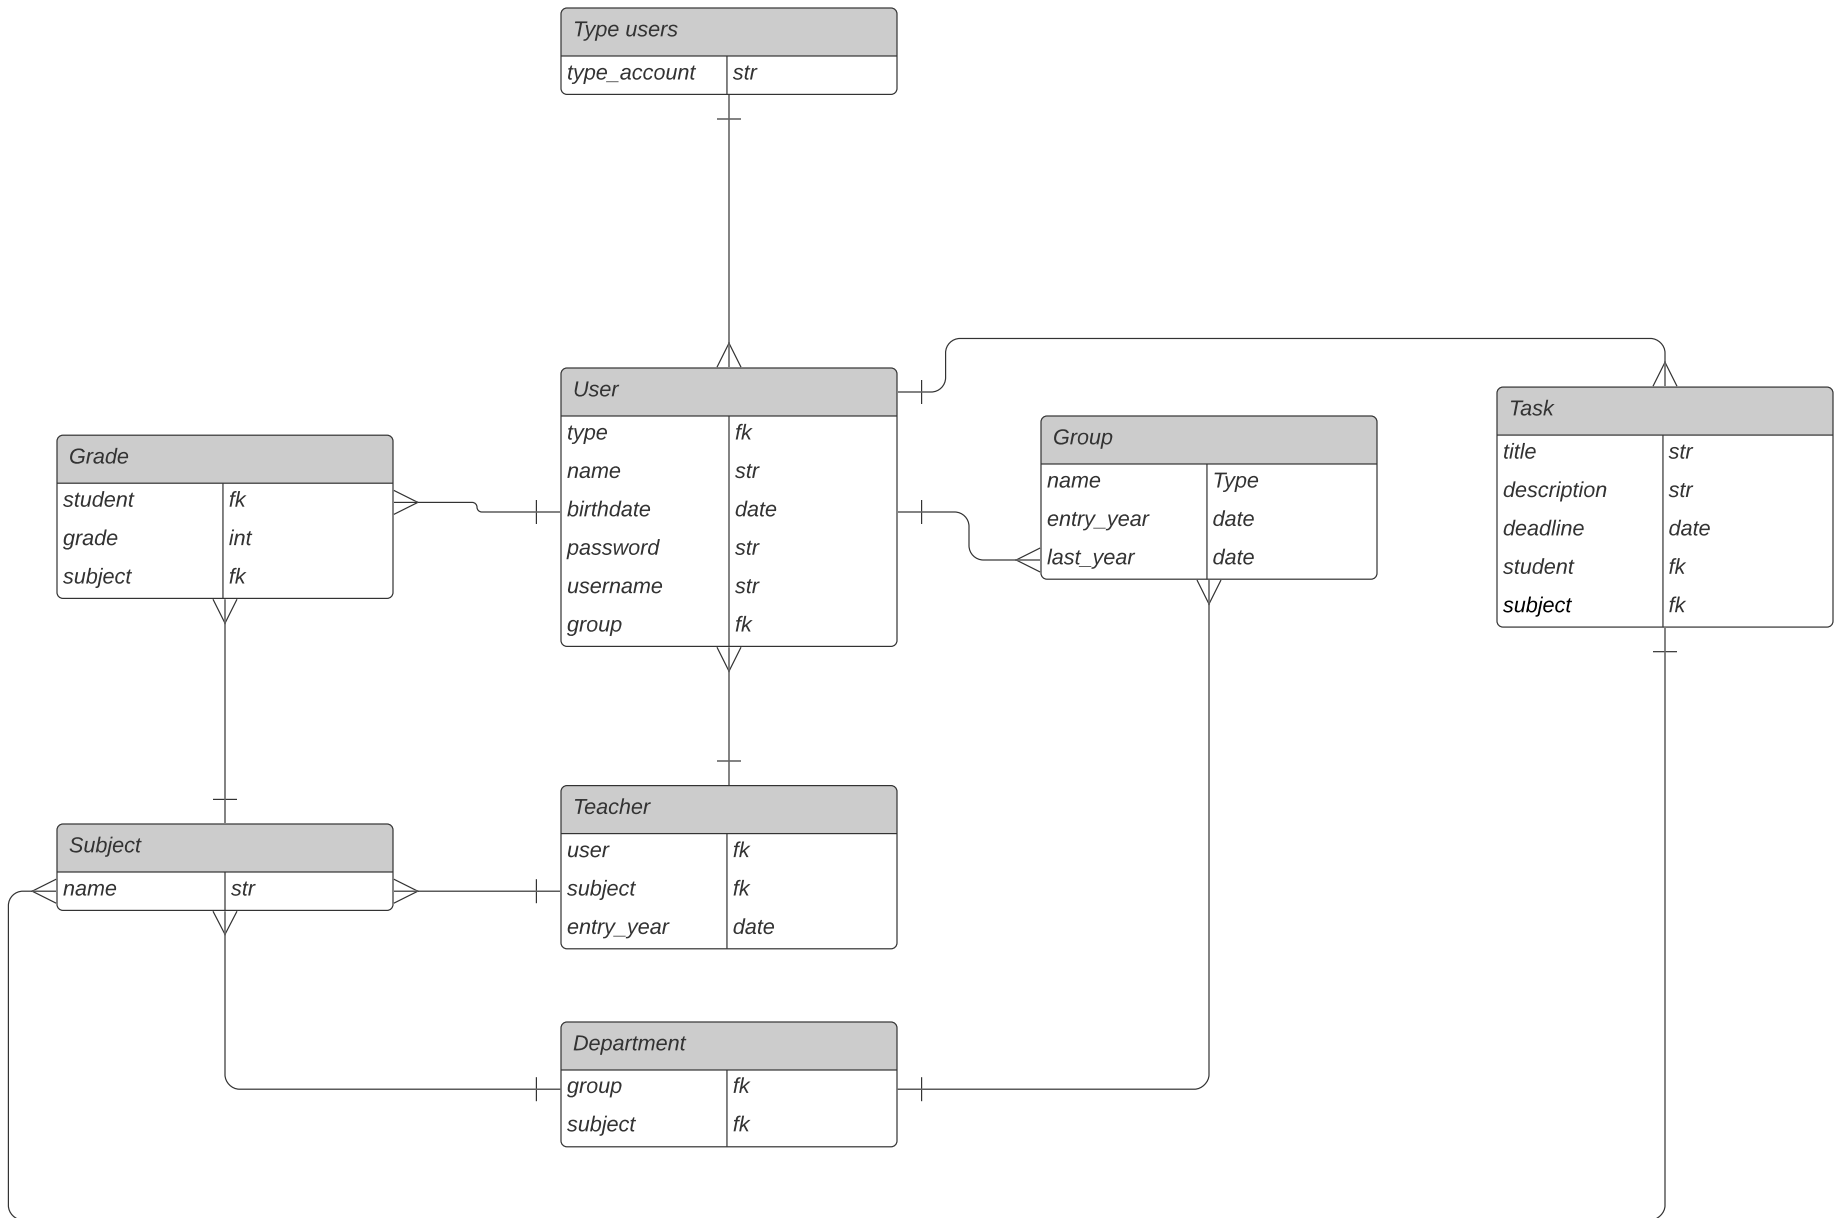 Type users
type_account str
User
type fk
name str
birthdate date
password str
username str
group fk
Grade
student fk
grade int
subject fk
Group
name Type
entry_year date
last_year date
Task
title str
description str
deadline date
student fk
subject fk
Subject
name str
Teacher
user fk
subject fk
entry_year date
Department
group fk
subject fk